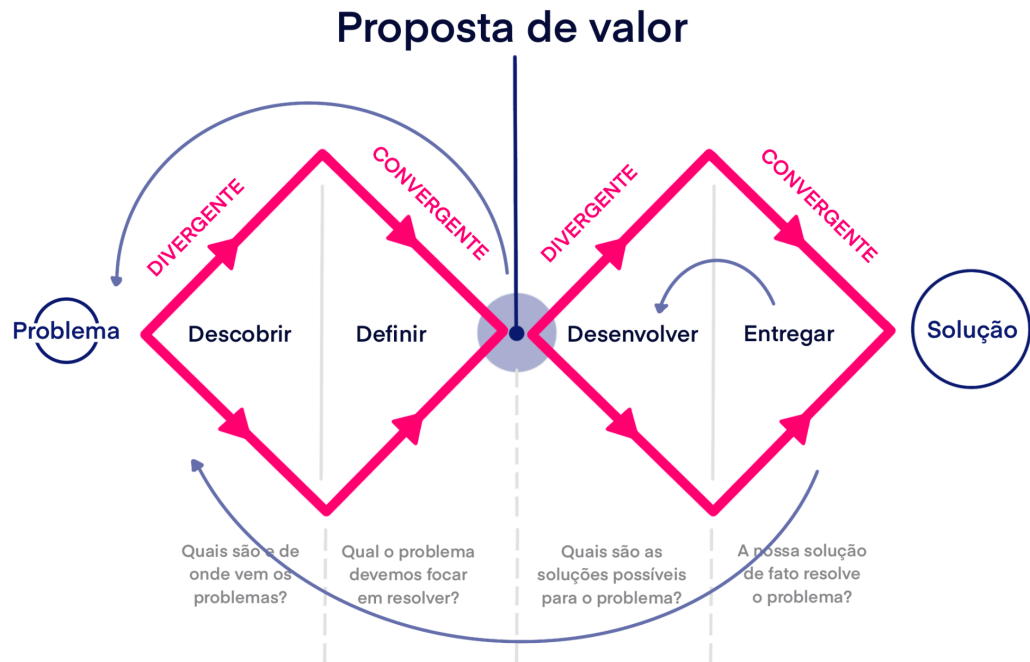 Proposta de valor
DIVERGENTE
CONVERGENTE
DIVERGENTE
CONVERGENTE
Problema
Descobrir
Definir
Desenvolver
Entregar
Solução
Quais são e de
onde vem os
problemas?
Qual o problema
devemos focar
em resolver?
Quais são as
soluções possíveis
para o problema?
A nossa solução
de fato resolve
o problema?